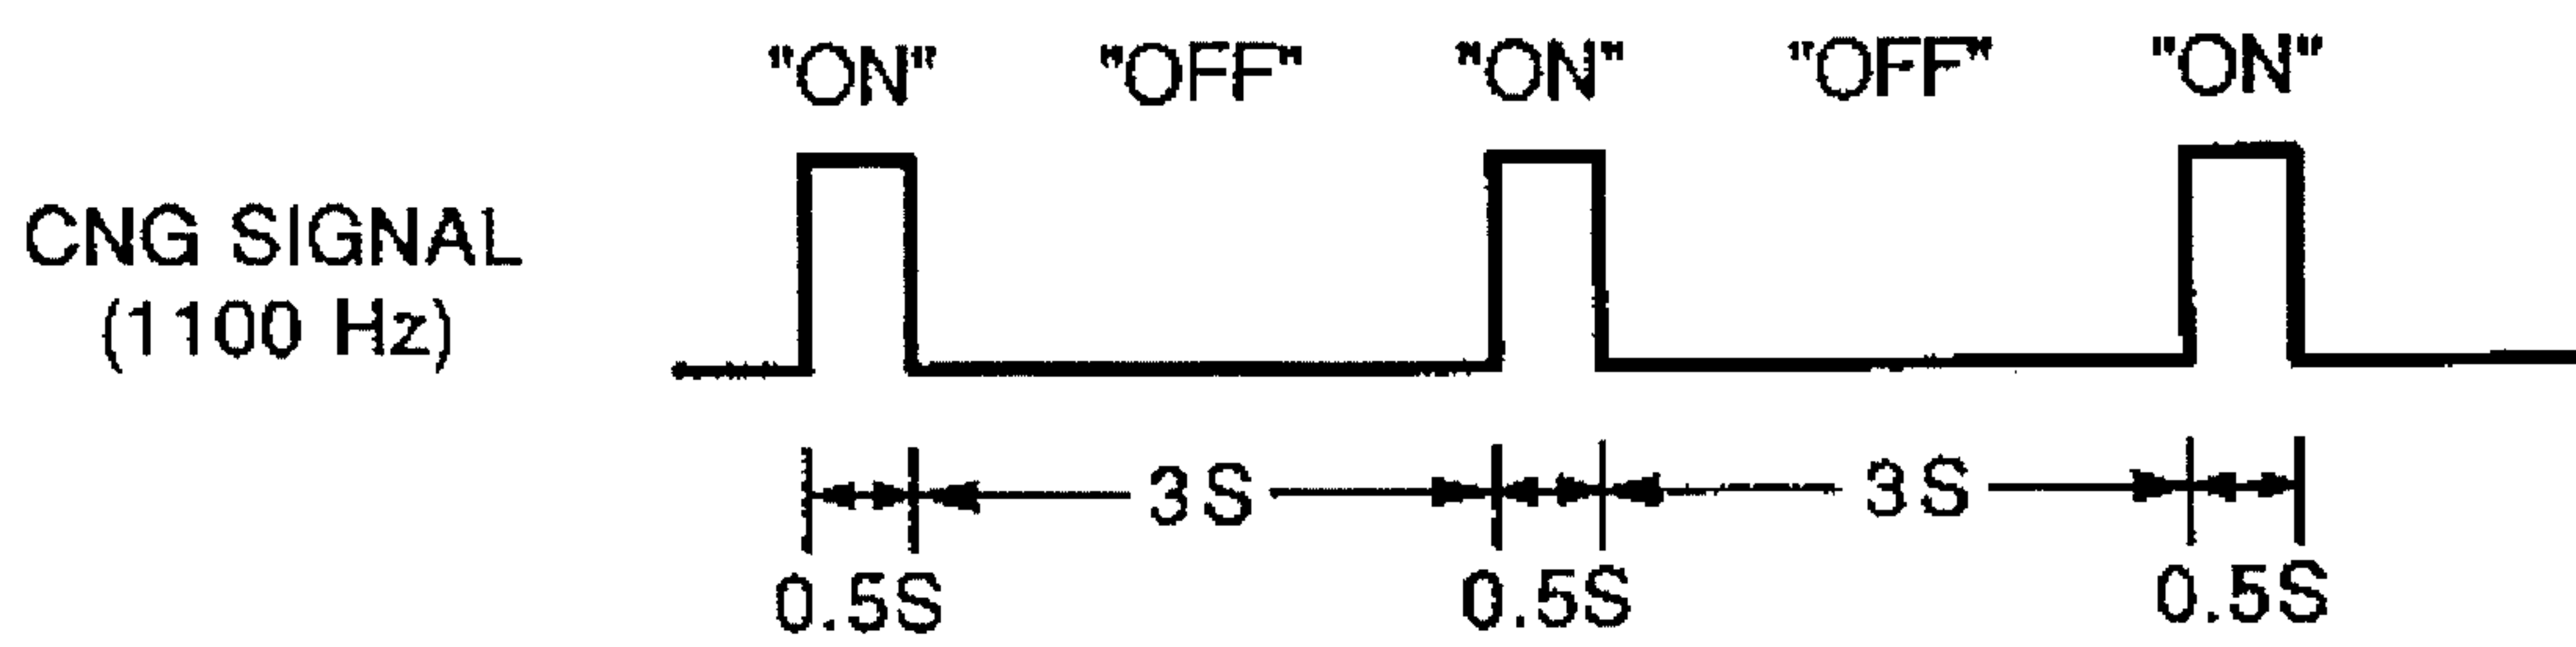 "ON" "OFF" "ON" "OFF" "ON"
CNG SIGNAL
(1100 Hz)
3S 3S
0.5S 0.5S 0.5S